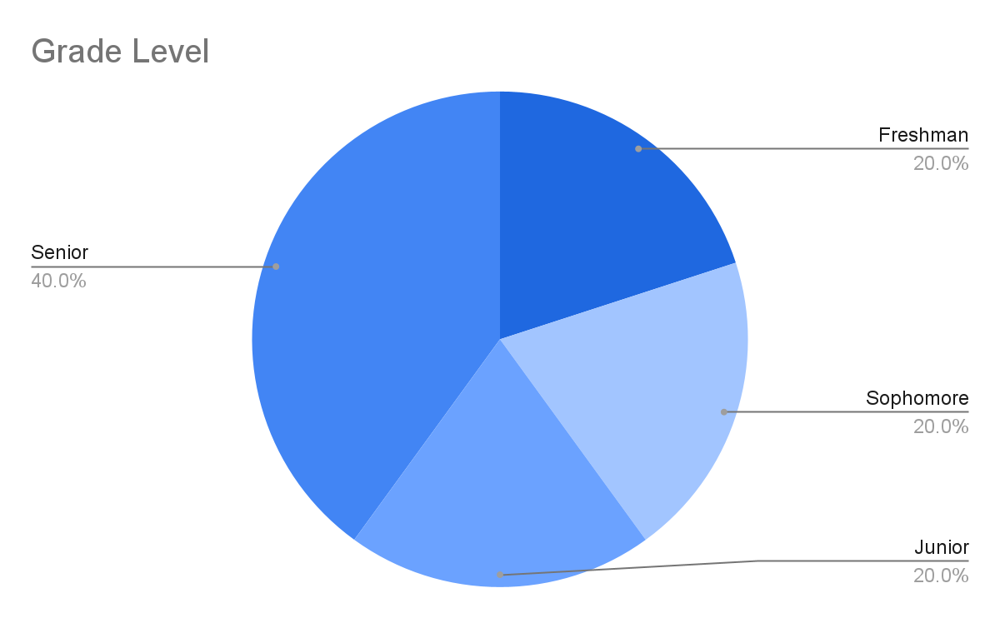 Grade Level
Freshman
20.0%
Senior
40.0%
Sophomore
20.0%
Junior
20.0%